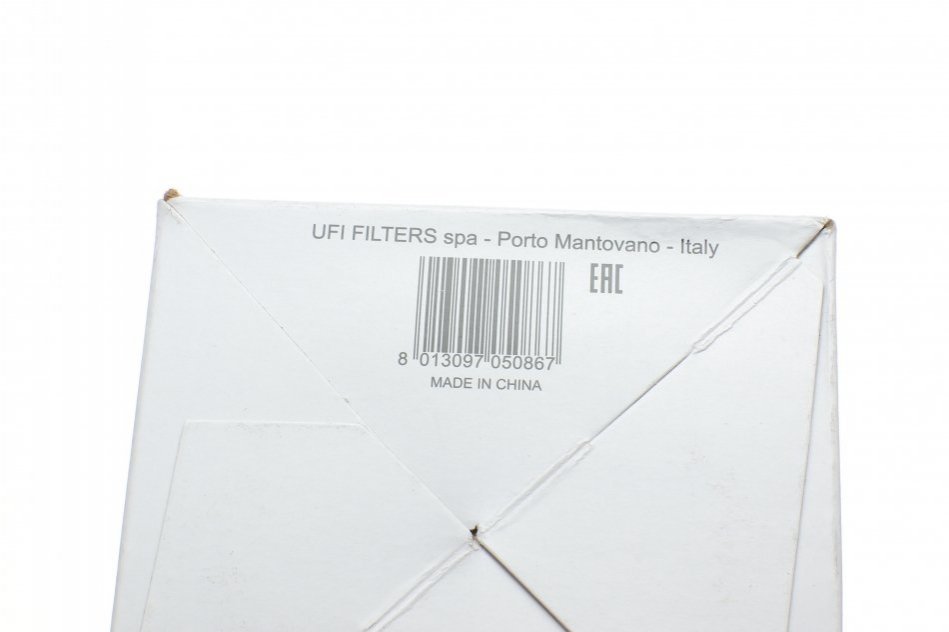 UFI FILTERS spa - Porto Mantovano - Italy
EAC
8 013097 050867
MADE IN CHINA